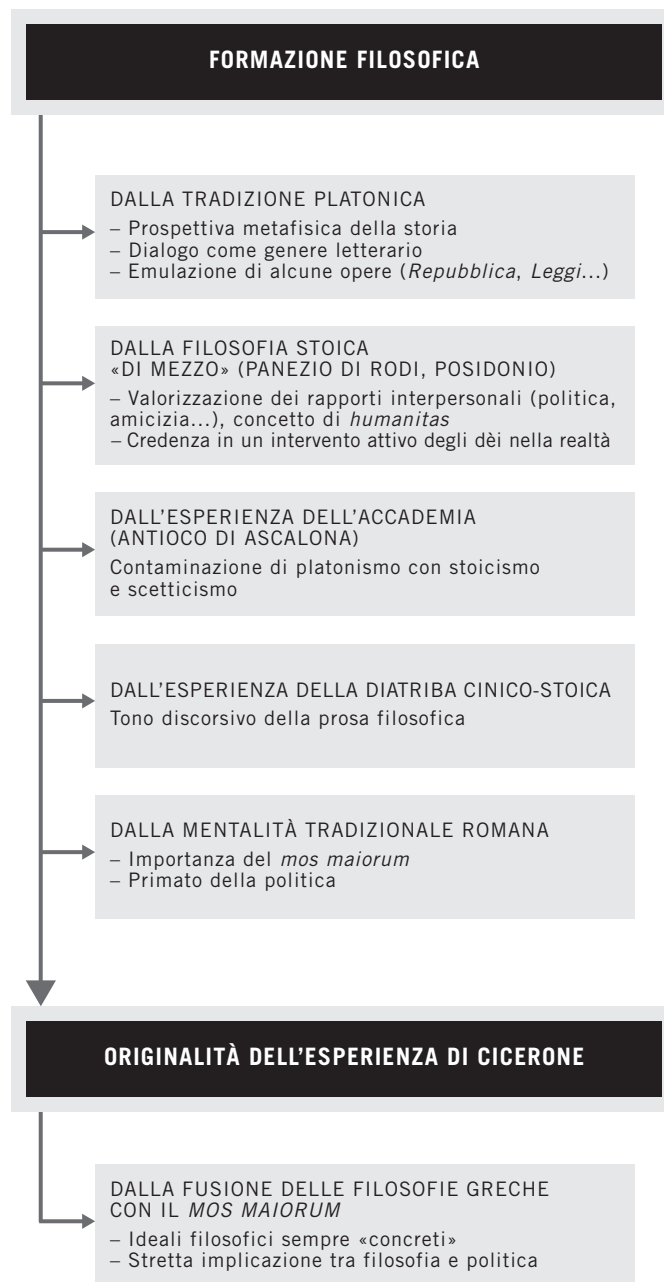 FORMAZIONE FILOSOFICA
DALLA TRADIZIONE PLATONICA
– Prospettiva metafisica della storia
– Dialogo come genere letterario
– Emulazione di alcune opere (Repubblica, Leggi...)
DALLA FILOSOFIA STOICA
«DI MEZZO» (PANEZIO DI RODI, POSIDONIO)
– Valorizzazione dei rapporti interpersonali (politica,
amicizia...), concetto di humanitas
– Credenza in un intervento attivo degli dèi nella realtà
DALL'ESPERIENZA DELL'ACCADEMIA
(ANTIOCO DI ASCALONA)
Contaminazione di platonismo con stoicismo
e scetticismo
DALL'ESPERIENZA DELLA DIATRIBA CINICO-STOICA
Tono discorsivo della prosa filosofica
DALLA MENTALITÀ TRADIZIONALE ROMANA
– Importanza del mos maiorum
– Primato della politica
ORIGINALITÀ DELL'ESPERIENZA DI CICERONE
DALLA FUSIONE DELLE FILOSOFIE GRECHE
CON IL MOS MAIORUM
– Ideali filosofici sempre «concreti»
– Stretta implicazione tra filosofia e politica